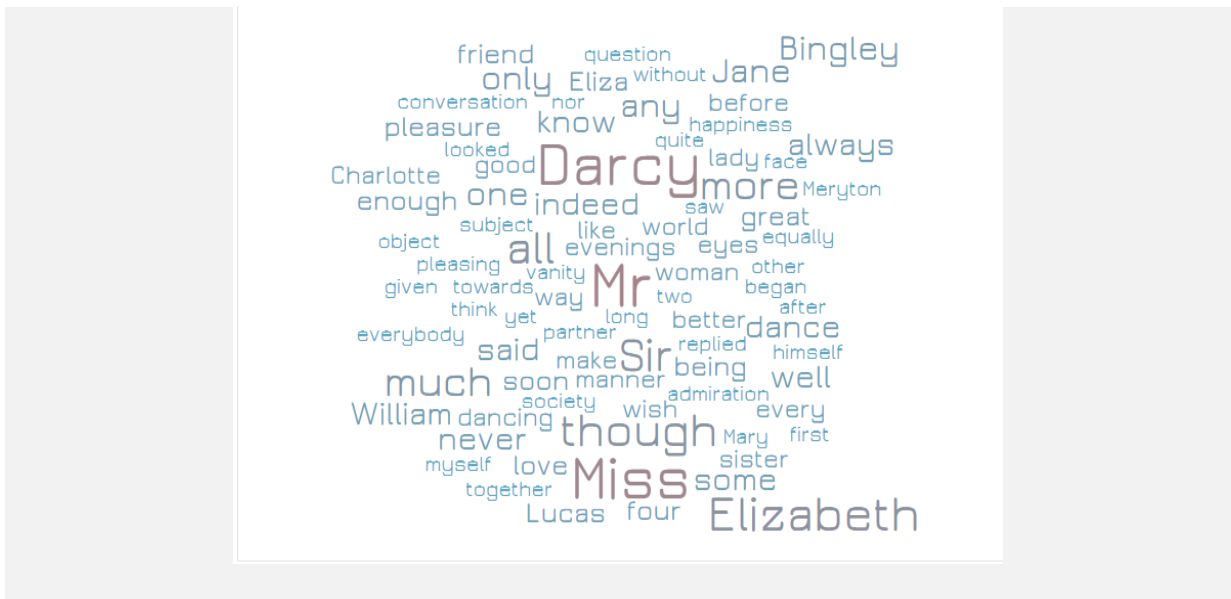 Bingley
friend question
only Eliza without Jane
conversation nor any before
pleasure know happiness
looked quite always
good Darcy lady face
Charlotte more Meryton
enough one indeed saw great
subject like world
object all evenings eyes equally
pleasing vanity Mr woman other
given towards way two began
think yet long better after
everybody partner dance
said make Sir replied himself
much soon manner being well
society admiration
William dancing wish every
never though Mary first
myself love Miss sister
together some
Lucas four Elizabeth